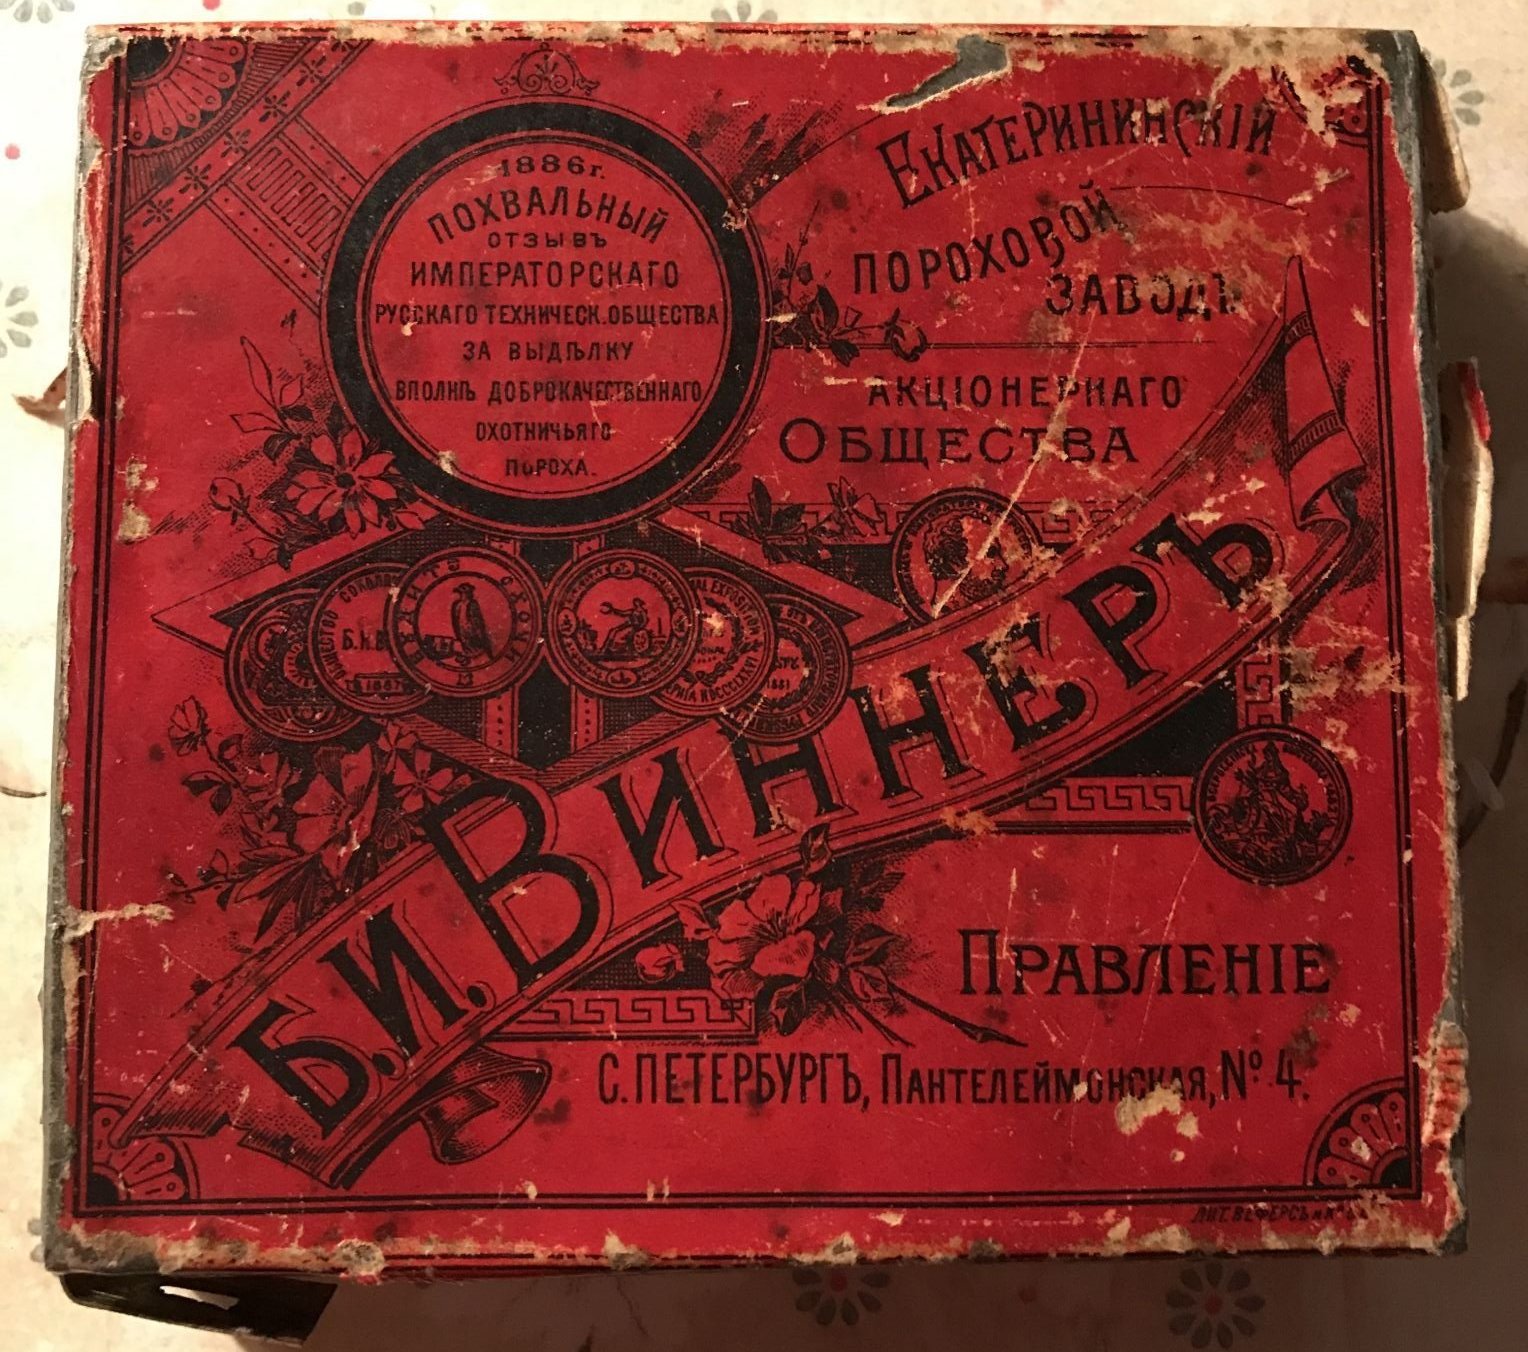 1886г.
ПОХВАЛЬНЫЙ
ОТЗЫВЪ
ИМПЕРАТОРСКАГО
РУССКАГО ТЕХНИЧЕСК. ОБЩЕСТВА
ЗА ВЫДѢЛКУ
ВПОЛНѢ ДОБРОКАЧЕСТВЕННАГО
ОХОТНИЧЬЯГО
ПОРОХА.
ЕКАТЕРИНИНСКІЙ
ПОРОХОВОЙ
ЗАВОДЪ
АКЦІОНЕРНАГО
ОБЩЕСТВА
Б.И. ВИННЕРЪ
ПРАВЛЕНІЕ
С. ПЕТЕРБУРГЪ, ПАНТЕЛЕЙМОНСКАЯ, № 4.